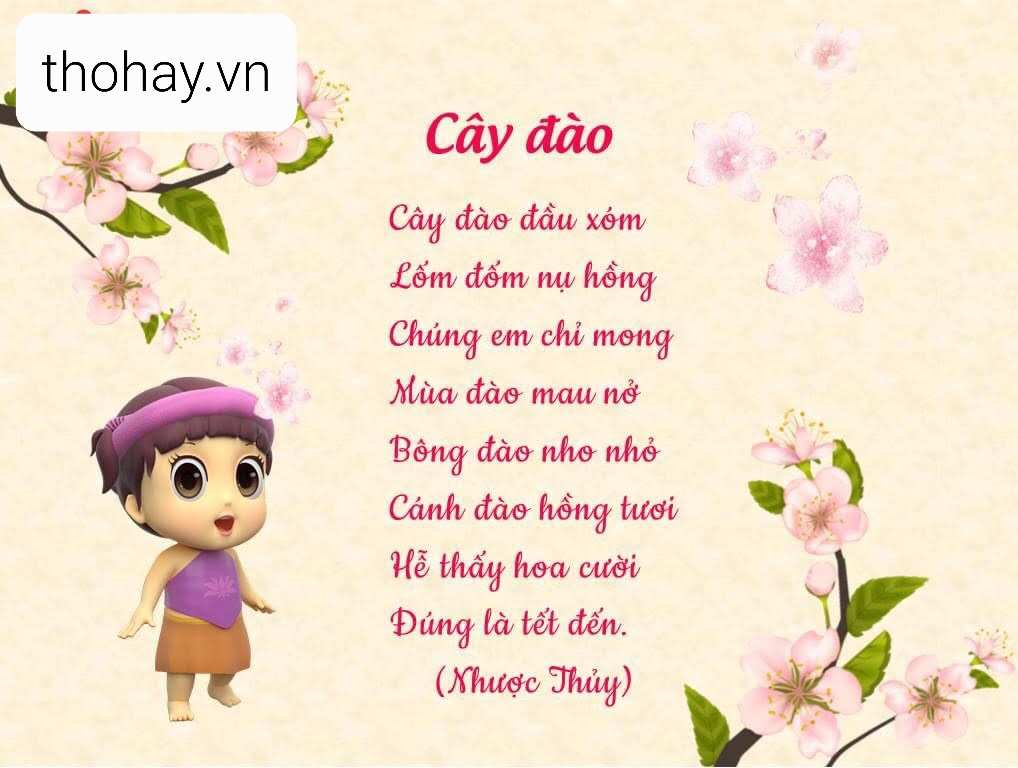 thohay.vn
Cây đào
Cây đào đầu xóm
Lốm đốm nụ hồng
Chúng em chỉ mong
Mùa đào mau nở
Bông đào nho nhỏ
Cánh đào hồng tươi
Hễ thấy hoa cười
Đúng là tết đến.
(Nhược Thủy)